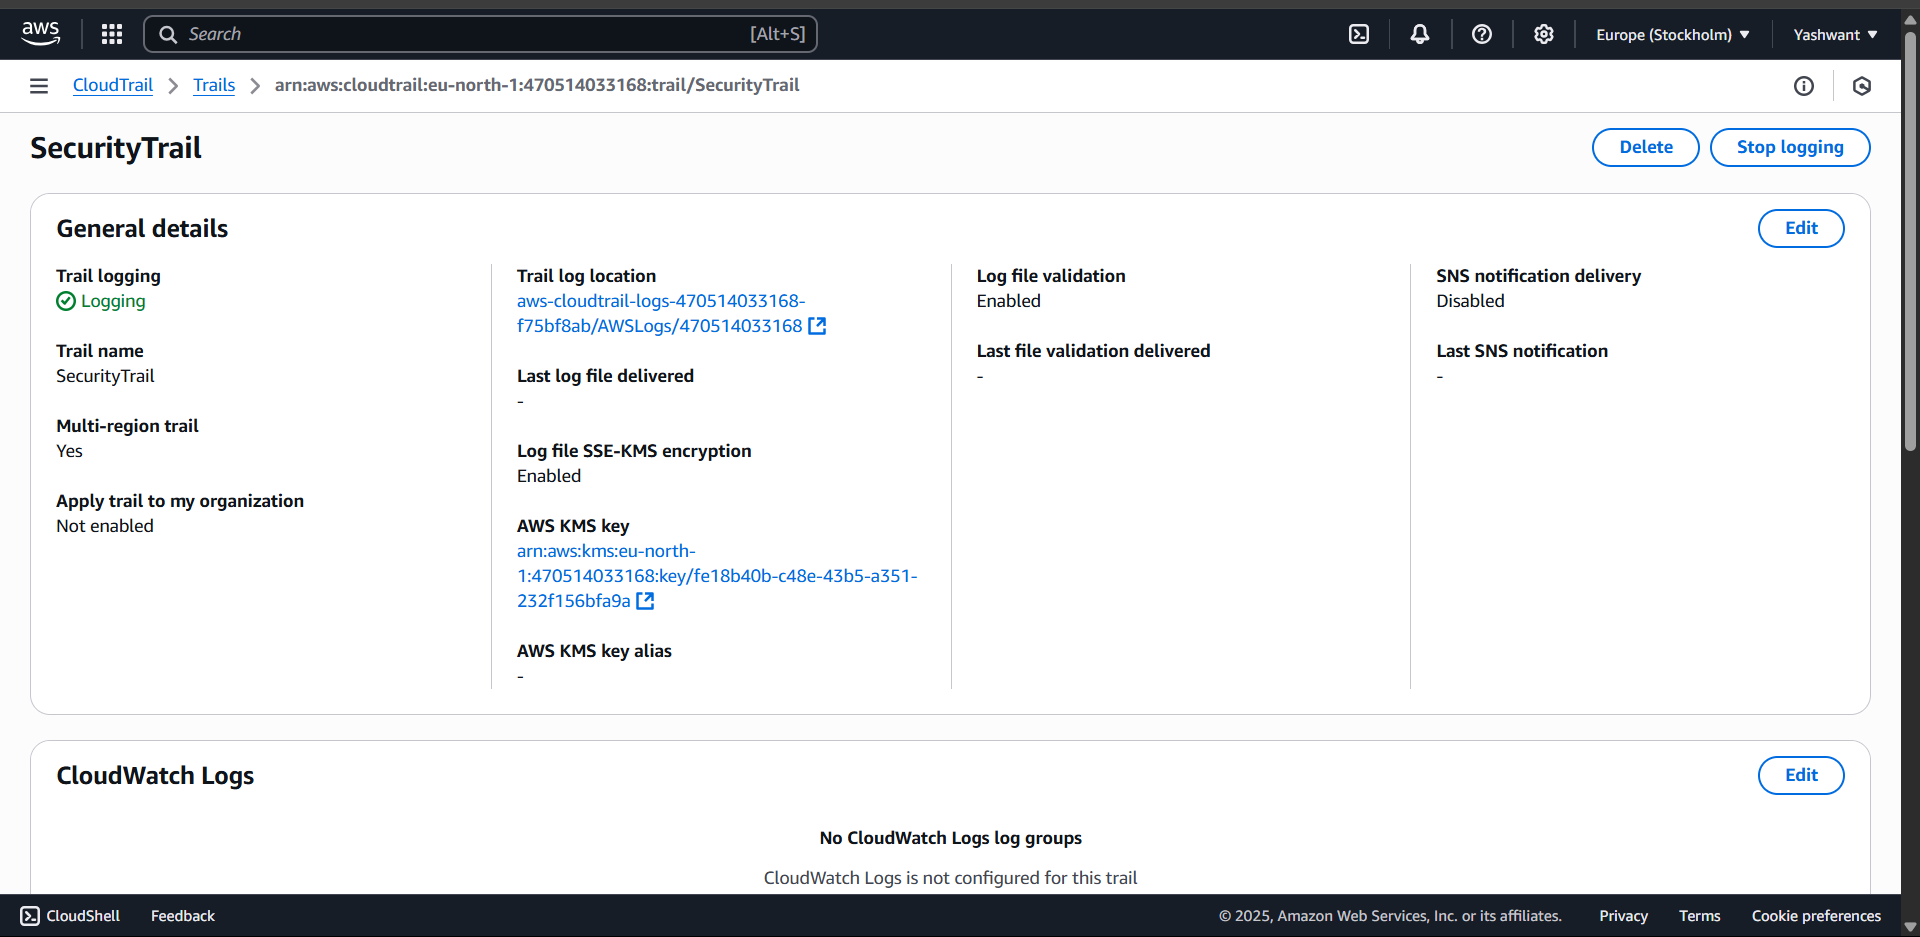 aws
Search
[Alt+S]
Europe (Stockholm)
Yashwant
CloudTrail
Trails
arn:aws:cloudtrail:eu-north-1:470514033168:trail/SecurityTrail
SecurityTrail
Delete
Stop logging
General details
Edit
Trail logging
Logging
Trail name
SecurityTrail
Multi-region trail
Yes
Apply trail to my organization
Not enabled
Trail log location
aws-cloudtrail-logs-470514033168-
f75bf8ab/AWSLogs/470514033168
Last log file delivered
-
Log file SSE-KMS encryption
Enabled
AWS KMS key
arn:aws:kms:eu-north-
1:470514033168:key/fe18b40b-c48e-43b5-a351-
232f156bfa9a
AWS KMS key alias
-
Log file validation
Enabled
Last file validation delivered
-
SNS notification delivery
Disabled
Last SNS notification
-
CloudWatch Logs
Edit
No CloudWatch Logs log groups
CloudWatch Logs is not configured for this trail
CloudShell
Feedback
© 2025, Amazon Web Services, Inc. or its affiliates.
Privacy
Terms
Cookie preferences